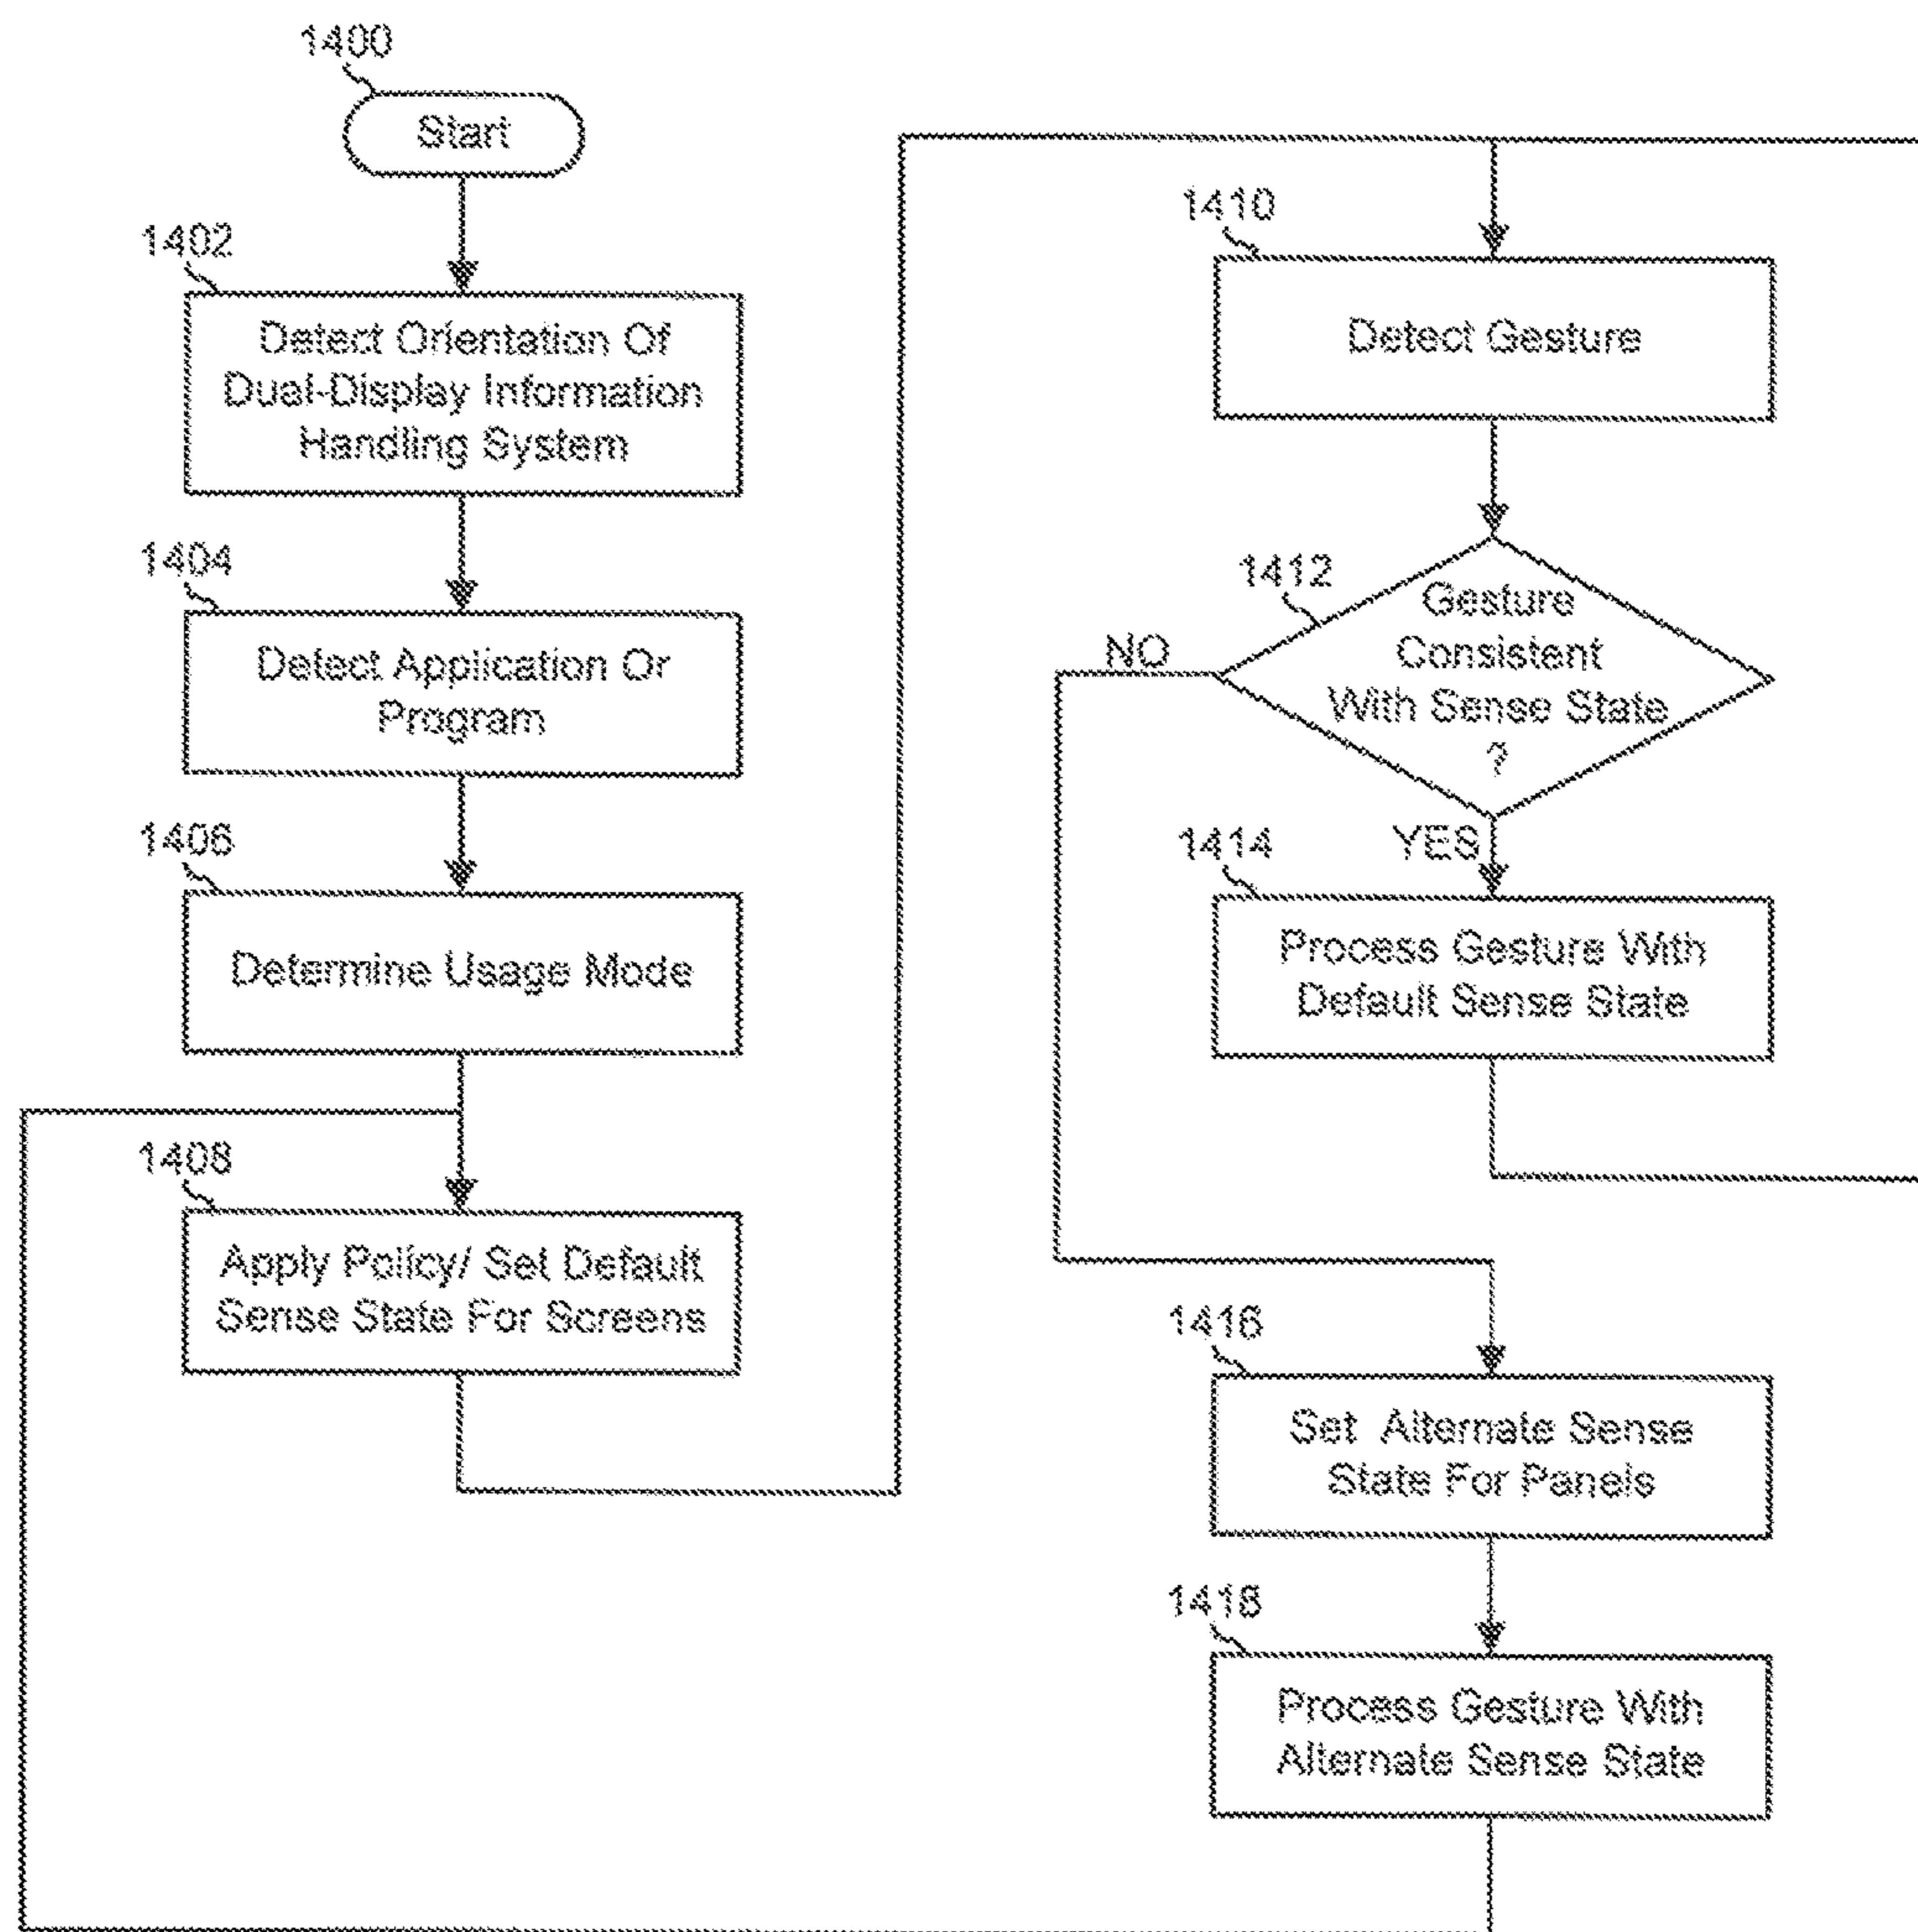 1400
Start
1402
Detect Orientation Of
Dual-Display Information
Handling System
1404
Detect Application Or
Program
1406
Determine Usage Mode
1408
Apply Policy/ Set Default
Sense State For Screens
1410
Detect Gesture
1412
Gesture
Consistent
With Sense State
?
NO
YES
1414
Process Gesture With
Default Sense State
1416
Set Alternate Sense
State For Panels
1418
Process Gesture With
Alternate Sense State